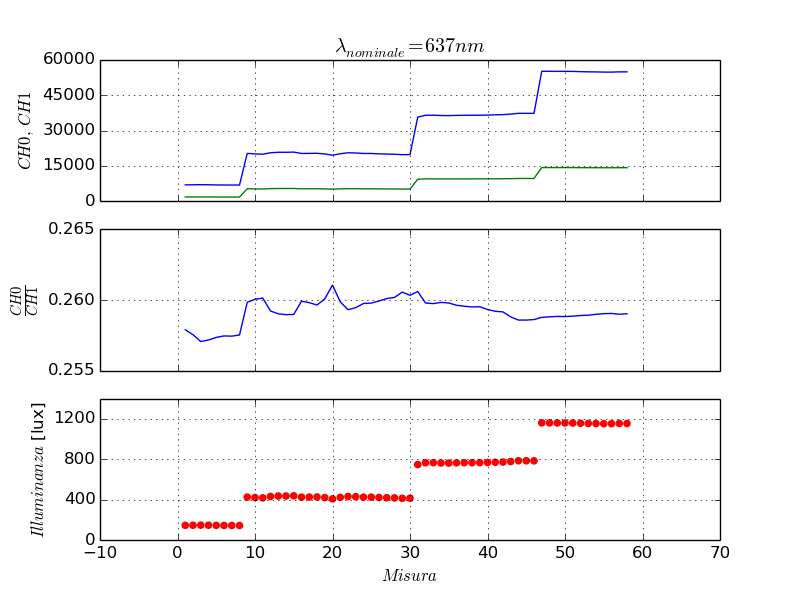 λnominale = 637nm
60000
45000
30000
15000
0
CH0, CH1
0.265
0.260
0.255
CH0
CH1
1200
800
400
0
Illuminanza [lux]
−10 0 10 20 30 40 50 60 70
Misura